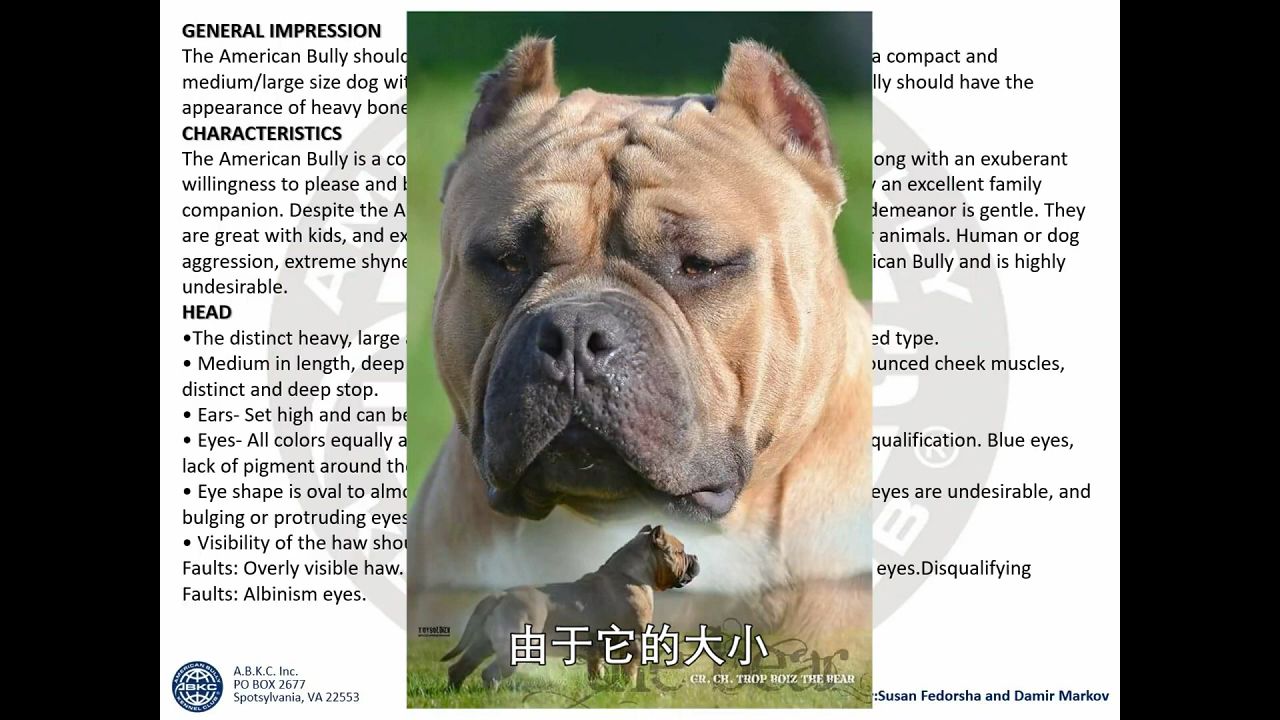 GENERAL IMPRESSION
The American Bully should a compact and
medium/large size dog wit lly should have the
appearance of heavy bone
CHARACTERISTICS
The American Bully is a co ong with an exuberant
willingness to please and b y an excellent family
companion. Despite the A demeanor is gentle. They
are great with kids, and ex r animals. Human or dog
aggression, extreme shyne ican Bully and is highly
undesirable.
HEAD
•The distinct heavy, large ed type.
• Medium in length, deep ounced cheek muscles,
distinct and deep stop.
• Ears- Set high and can be
• Eyes- All colors equally a qualification. Blue eyes,
lack of pigment around the
• Eye shape is oval to almo eyes are undesirable, and
bulging or protruding eyes
• Visibility of the haw shou
Faults: Overly visible haw. eyes.Disqualifying
Faults: Albinism eyes.
由于它的大小
The Bear
GR. CH. TROP BOIZ THE BEAR
A.B.K.C. Inc.
PO BOX 2677
Spotsylvania, VA 22553
ABKC
:Susan Fedorsha and Damir Markov